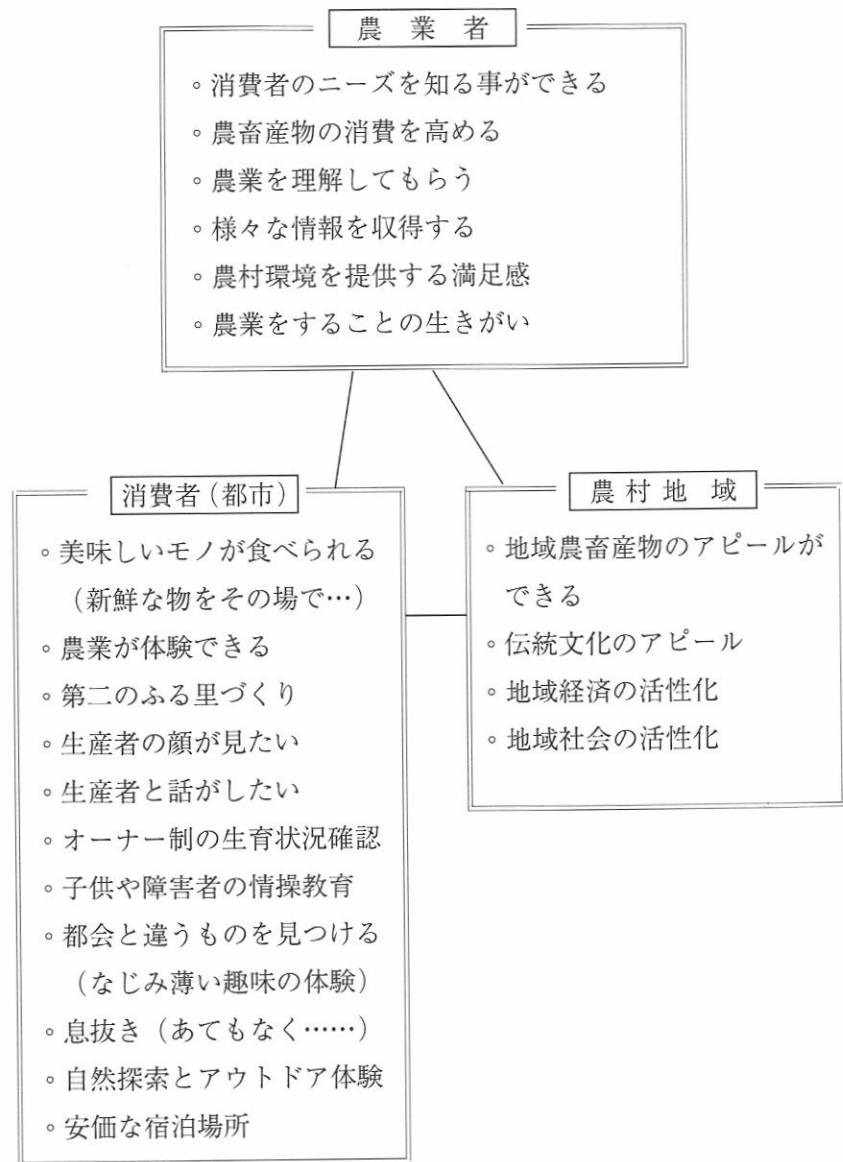 農業者
◦消費者のニーズを知る事ができる
◦農畜産物の消費を高める
◦農業を理解してもらう
◦様々な情報を収得する
◦農村環境を提供する満足感
◦農業をすることの生きがい
消費者（都市）
◦美味しいモノが食べられる
（新鮮な物をその場で…）
◦農業が体験できる
◦第二のふる里づくり
◦生産者の顔が見たい
◦生産者と話がしたい
◦オーナー制の生育状況確認
◦子供や障害者の情操教育
◦都会と違うものを見つける
（なじみ薄い趣味の体験）
◦息抜き（あてもなく……）
◦自然探索とアウトドア体験
◦安価な宿泊場所
農村地域
◦地域農畜産物のアピールが
できる
◦伝統文化のアピール
◦地域経済の活性化
◦地域社会の活性化